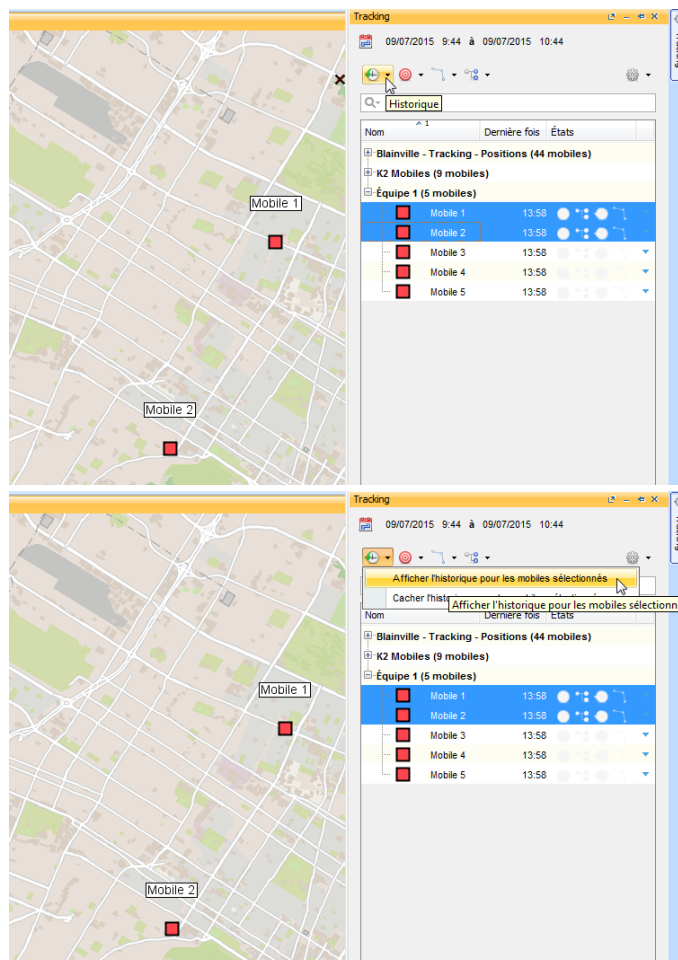 Tracking
09/07/2015 9:44 à 09/07/2015 10:44
Historique
1
Nom Dernière fois États
Blainville - Tracking - Positions (44 mobiles)
K2 Mobiles (9 mobiles)
Équipe 1 (5 mobiles)
Mobile 1 13:58
Mobile 2 13:58
Mobile 3 13:58
Mobile 4 13:58
Mobile 5 13:58
Mobile 1
Mobile 2
Tracking
09/07/2015 9:44 à 09/07/2015 10:44
Afficher l'historique pour les mobiles sélectionnés
Cacher l'his
Afficher l'historique pour les mobiles sélectionn
Nom Dernière fois États
Blainville - Tracking - Positions (44 mobiles)
K2 Mobiles (9 mobiles)
Équipe 1 (5 mobiles)
Mobile 1 13:58
Mobile 2 13:58
Mobile 3 13:58
Mobile 4 13:58
Mobile 5 13:58
Mobile 1
Mobile 2